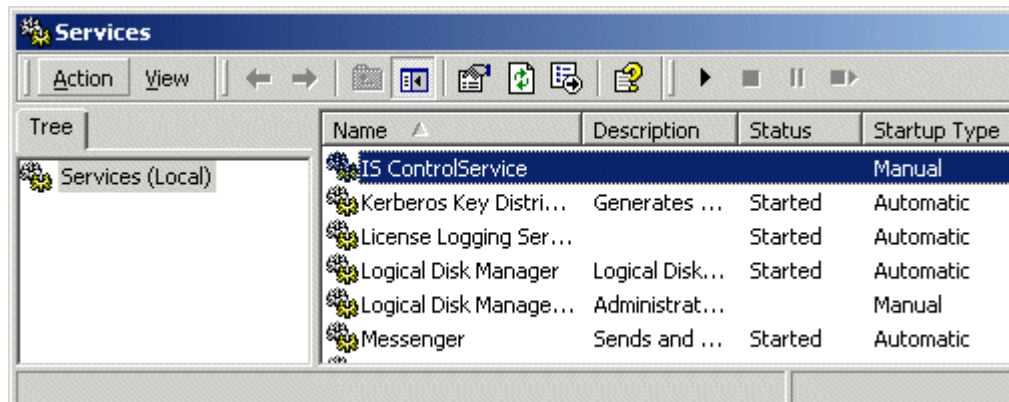 Services
Action View
Tree
Name Description Status Startup Type
Services (Local)
IS ControlService Manual
Kerberos Key Distri... Generates ... Started Automatic
License Logging Ser... Started Automatic
Logical Disk Manager Logical Disk... Started Automatic
Logical Disk Manage... Administrat... Manual
Messenger Sends and ... Started Automatic